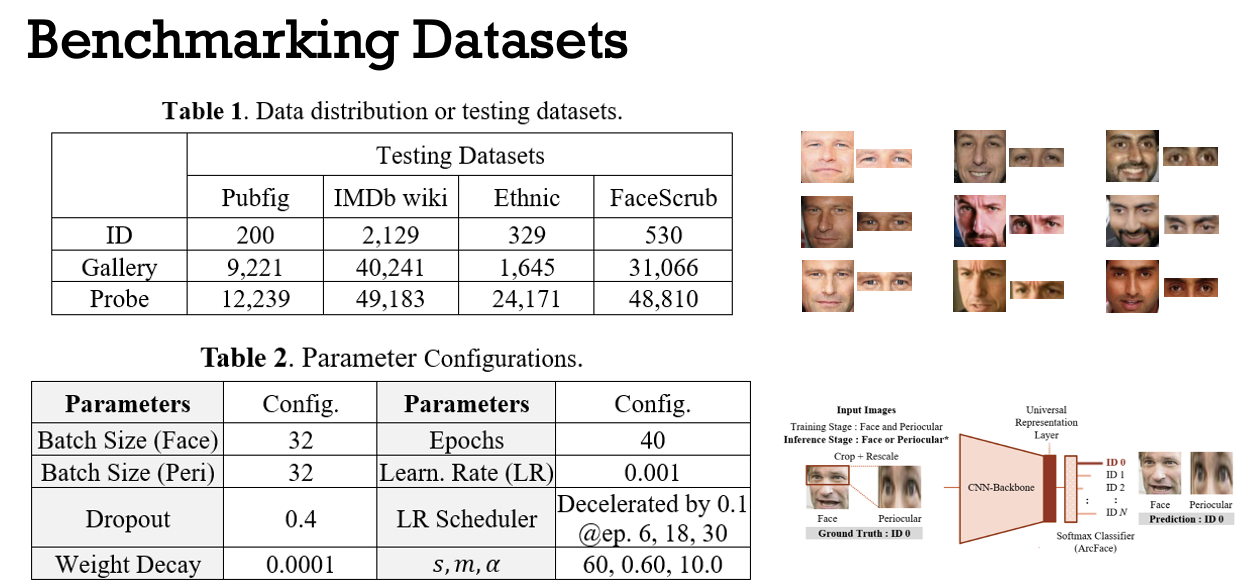 Benchmarking Datasets
Table 1. Data distribution or testing datasets.
Testing Datasets
Pubfig IMDb wiki Ethnic FaceScrub
ID 200 2,129 329 530
Gallery 9,221 40,241 1,645 31,066
Probe 12,239 49,183 24,171 48,810
Table 2. Parameter Configurations.
Parameters Config. Parameters Config.
Batch Size (Face) 32 Epochs 40
Batch Size (Peri) 32 Learn. Rate (LR) 0.001
Dropout 0.4 LR Scheduler Decelerated by 0.1
@ep. 6, 18, 30
Weight Decay 0.0001 s, m, α 60, 0.60, 10.0
Input Images
Training Stage : Face and Periocular
Inference Stage : Face or Periocular*
Crop + Rescale
Face Periocular
Ground Truth : ID 0
CNN-Backbone
Universal
Representation
Layer
ID 0
ID 1
ID 2
: :
ID N
Softmax Classifier
(ArcFace)
Face Periocular
Prediction : ID 0